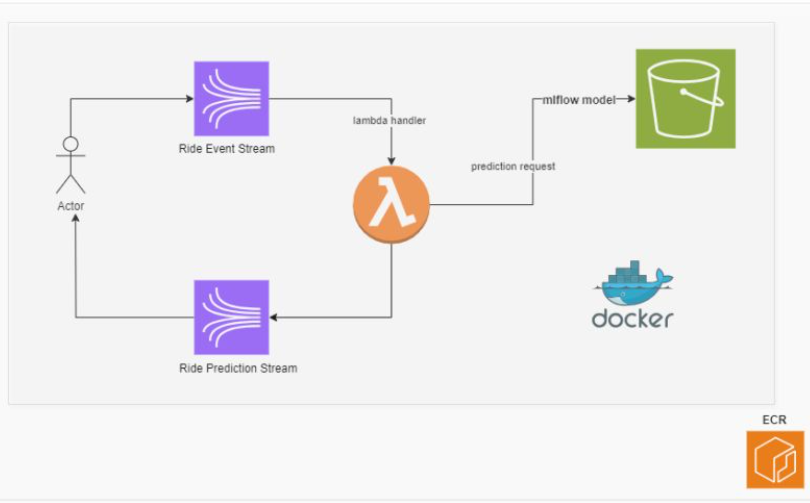 lambda handler
mlflow model
Ride Event Stream
prediction request
Actor
docker
Ride Prediction Stream
ECR